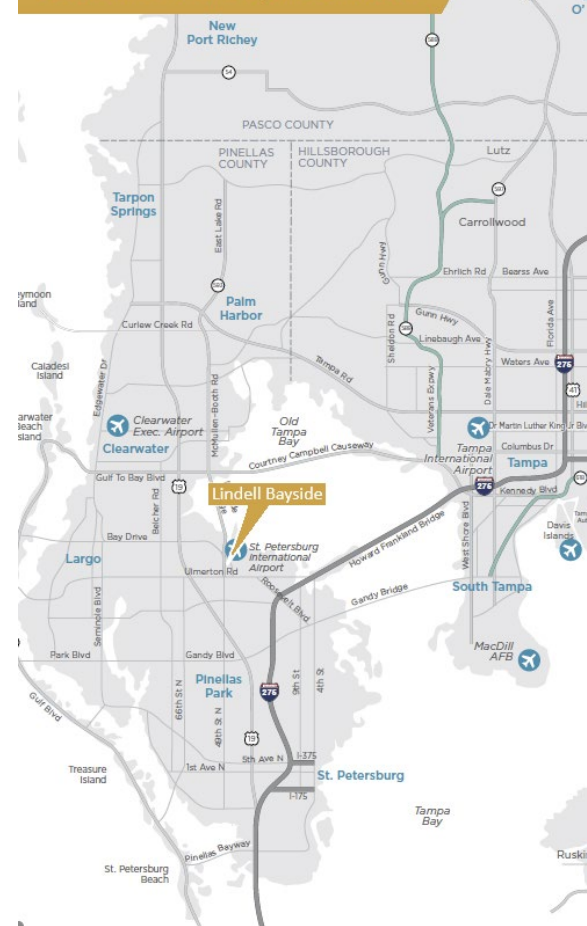 O'
New
Port Richey
589
54
PASCO COUNTY
PINELLAS
COUNTY
HILLSBOROUGH
COUNTY
Lutz
597
Tarpon
Springs
East Lake Rd
Carrollwood
Gunn Hwy
Ehrlich Rd
Bearss Ave
Palm
Harbor
Curlew Creek Rd
Gunn Hwy
Sheldon Rd
589
Linebaugh Ave
Dale Mabry Hwy
Florida Ave
Waters Ave
275
41
Caladesi
Island
Edgewater Dr
McMullen-Booth Rd
Tampa Rd
Veterans Expwy
Clearwater
Exec. Airport
Clearwater
Old
Tampa
Bay
Courtney Campbell Causeway
Dr Martin Luther King Jr Blv
Tampa
International
Airport
Columbus Dr
Tampa
275
Kennedy Blvd
Gulf To Bay Blvd
19
Belcher Rd
Lindell Bayside
West Shore Blvd
Davis
Islands
Bay Drive
St. Petersburg
International
Airport
Howard Frankland Bridge
Largo
Ulmerton Rd
Roosevelt Blvd
Gandy Bridge
South Tampa
Seminole Blvd
MacDill
AFB
Park Blvd
Gandy Blvd
Pinellas
Park
275
9th St
4th St
66th St N
49th St N
Gulf Blvd
19
5th Ave N
I-375
1st Ave N
St. Petersburg
I-175
Treasure
Island
Tampa
Bay
Pinellas Bayway
St. Petersburg
Beach
Ruski